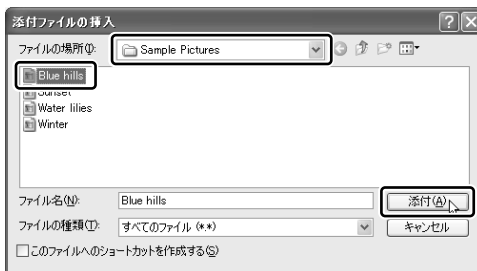 添付ファイルの挿入
ファイルの場所(I): Sample Pictures
Blue hills
Sunset
Water lilies
Winter
ファイル名(N): Blue hills 添付(A)
ファイルの種類(T): すべてのファイル (*.*) キャンセル
このファイルへのショートカットを作成する(S)